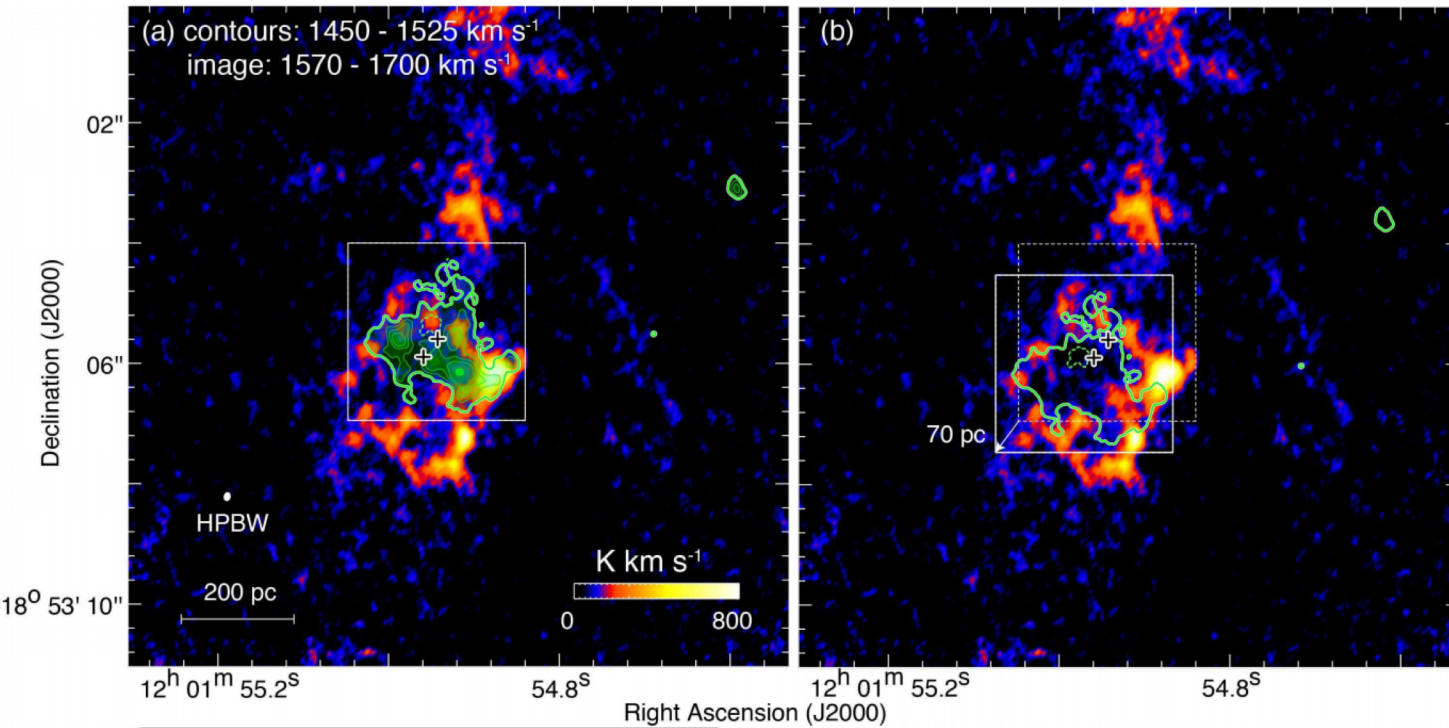 (a) contours: 1450 - 1525 km s⁻¹
image: 1570 - 1700 km s⁻¹
(b)
02"
06"
18° 53' 10"
Declination (J2000)
HPBW
200 pc
K km s⁻¹
0 800
70 pc
12ʰ 01ᵐ 55.2ˢ 54.8ˢ
12ʰ 01ᵐ 55.2ˢ 54.8ˢ
Right Ascension (J2000)